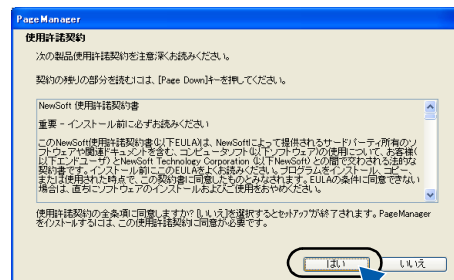 PageManager
使用許諾契約
次の製品使用許諾契約を注意深くお読みください。
契約の残りの部分を読むには、[Page Down]キーを押してください。
NewSoft 使用許諾契約書
重要 - インストール前に必ずお読みください
このNewSoft使用許諾契約書(以下EULA)は、NewSoftによって提供されるサードパーティ所有のソ
フトウェアや関連ドキュメントを含む、コンピュータソフト(以下ソフトウェア)の使用について、お客様(
以下エンドユーザ)とNewSoft Technology Corporation (以下NewSoft) との間で交わされる法的な
契約書です。インストール前にこのEULAをよくお読みください。プログラムをインストール、コピー、
または使用された時点で、この契約書に同意したものとみなされます。EULAの条件に同意できない
場合は、直ちにソフトウェアのインストールおよびご使用をおやめください。
使用許諾契約の全条項に同意しますか? [いいえ]を選択するとセットアップが終了されます。PageManager
をインストールするには、この使用許諾契約に同意が必要です。
はい
いいえ